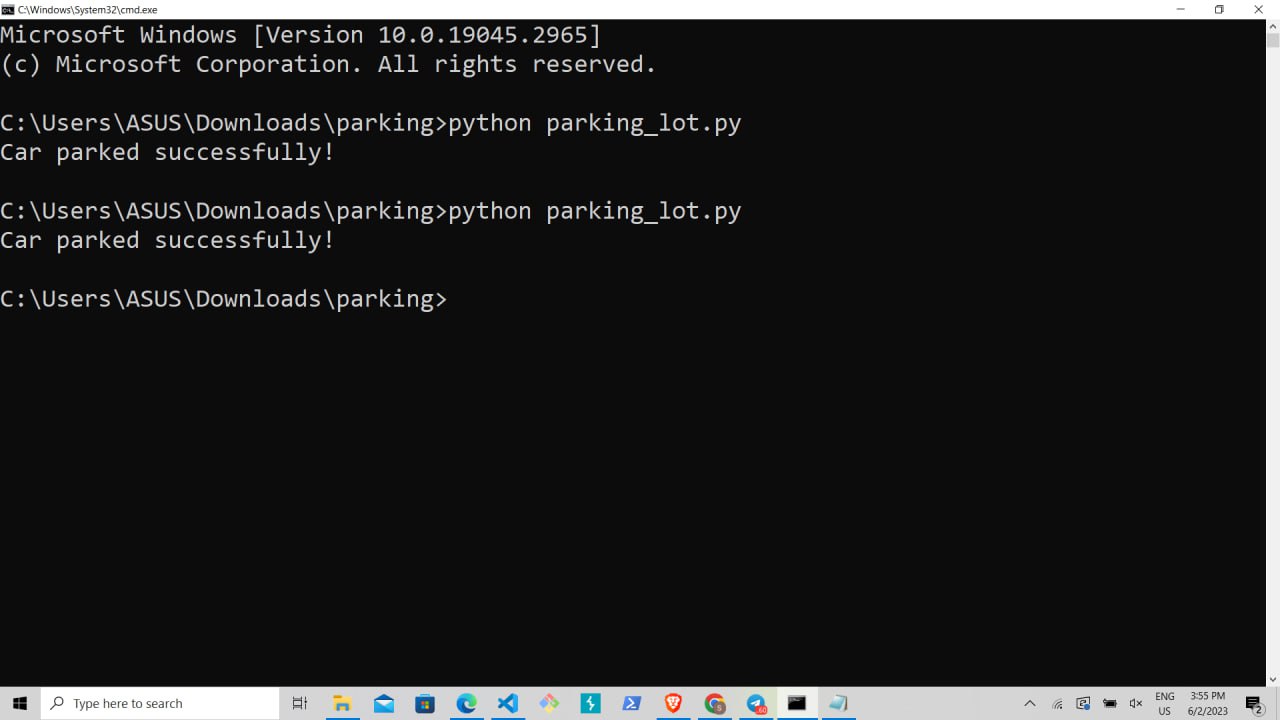 C:\Windows\System32\cmd.exe
Microsoft Windows [Version 10.0.19045.2965]
(c) Microsoft Corporation. All rights reserved.
C:\Users\ASUS\Downloads\parking>python parking_lot.py
Car parked successfully!
C:\Users\ASUS\Downloads\parking>python parking_lot.py
Car parked successfully!
C:\Users\ASUS\Downloads\parking>
Type here to search
60
ENG
US
3:55 PM
6/2/2023
2